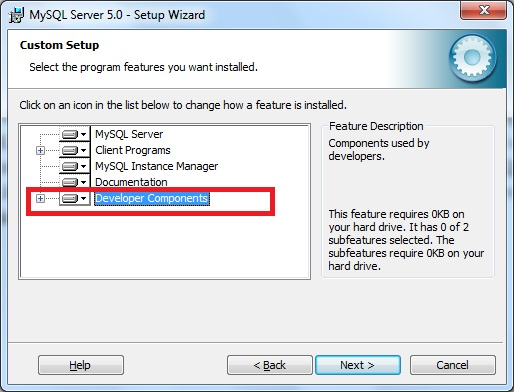 MySQL Server 5.0 - Setup Wizard
Custom Setup
Select the program features you want installed.
Click on an icon in the list below to change how a feature is installed.
MySQL Server
Client Programs
MySQL Instance Manager
Documentation
Developer Components
Feature Description
Components used by
developers.
This feature requires 0KB on
your hard drive. It has 0 of 2
subfeatures selected. The
subfeatures require 0KB on your
hard drive.
Help
< Back
Next >
Cancel